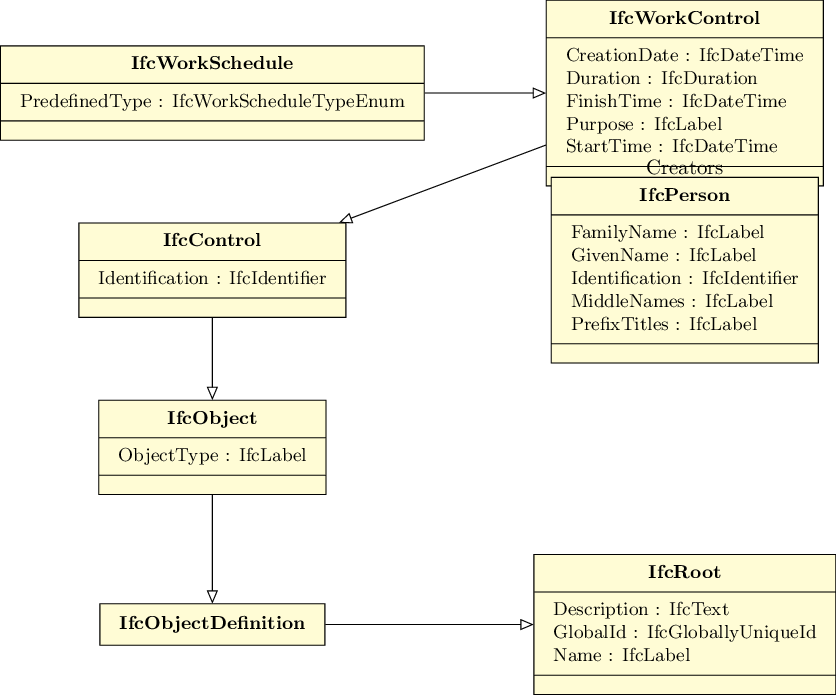 IfcWorkSchedule
PredefinedType : IfcWorkScheduleTypeEnum
IfcWorkControl
CreationDate : IfcDateTime
Duration : IfcDuration
FinishTime : IfcDateTime
Purpose : IfcLabel
StartTime : IfcDateTime
Creators
IfcPerson
FamilyName : IfcLabel
GivenName : IfcLabel
Identification : IfcIdentifier
MiddleNames : IfcLabel
PrefixTitles : IfcLabel
IfcControl
Identification : IfcIdentifier
IfcObject
ObjectType : IfcLabel
IfcObjectDefinition
IfcRoot
Description : IfcText
GlobalId : IfcGloballyUniqueId
Name : IfcLabel